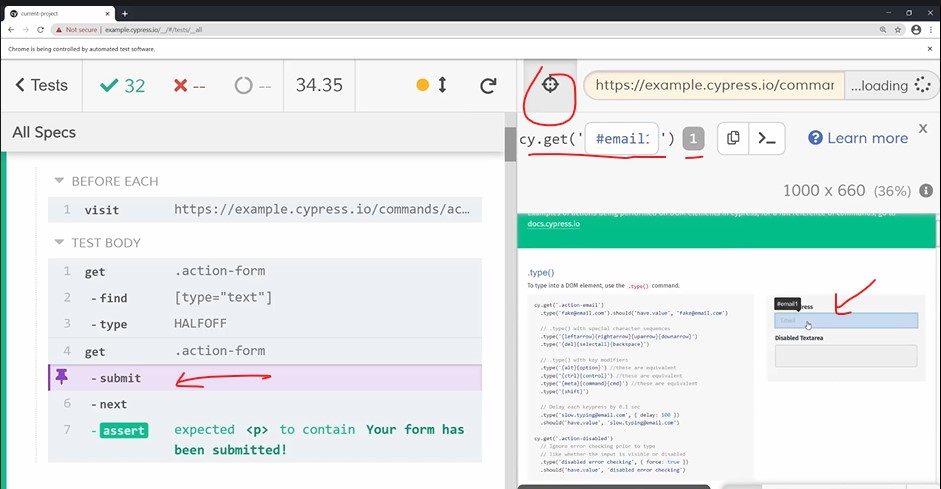 current-project
Not secure | example.cypress.io/__/#/tests/__all
Chrome is being controlled by automated test software.
Tests 32 -- -- 34.35
https://example.cypress.io/commar ...loading
All Specs
cy.get('#email1') 1 >_ Learn more X
1000 x 660 (36%)
BEFORE EACH
1 visit https://example.cypress.io/commands/ac...
TEST BODY
1 get .action-form
2 - find [type="text"]
3 - type HALFOFF
4 get .action-form
- submit
6 - next
7 - assert expected <p> to contain Your form has
been submitted!
docs.cypress.io
.type()
To type into a DOM element, use the .type() command.
cy.get('.action-email')
.type('fake@email.com').should('have.value', 'fake@email.com')
// .type() with special character sequences
.type('{leftarrow}{rightarrow}{uparrow}{downarrow}')
.type('{del}{selectall}{backspace}')
// .type() with key modifiers
.type('{alt}{option}') //these are equivalent
.type('{ctrl}{control}') //these are equivalent
.type('{meta}{command}{cmd}') //these are equivalent
.type('{shift}')
// Delay each keypress by 0.1 sec
.type('slow.typing@email.com', { delay: 100 })
.should('have.value', 'slow.typing@email.com')
cy.get('.action-disabled')
// Ignore error checking prior to type
// like whether the input is visible or disabled
.type('disabled error checking', { force: true })
.should('have.value', 'disabled error checking')
#email1
Email
Disabled Textarea